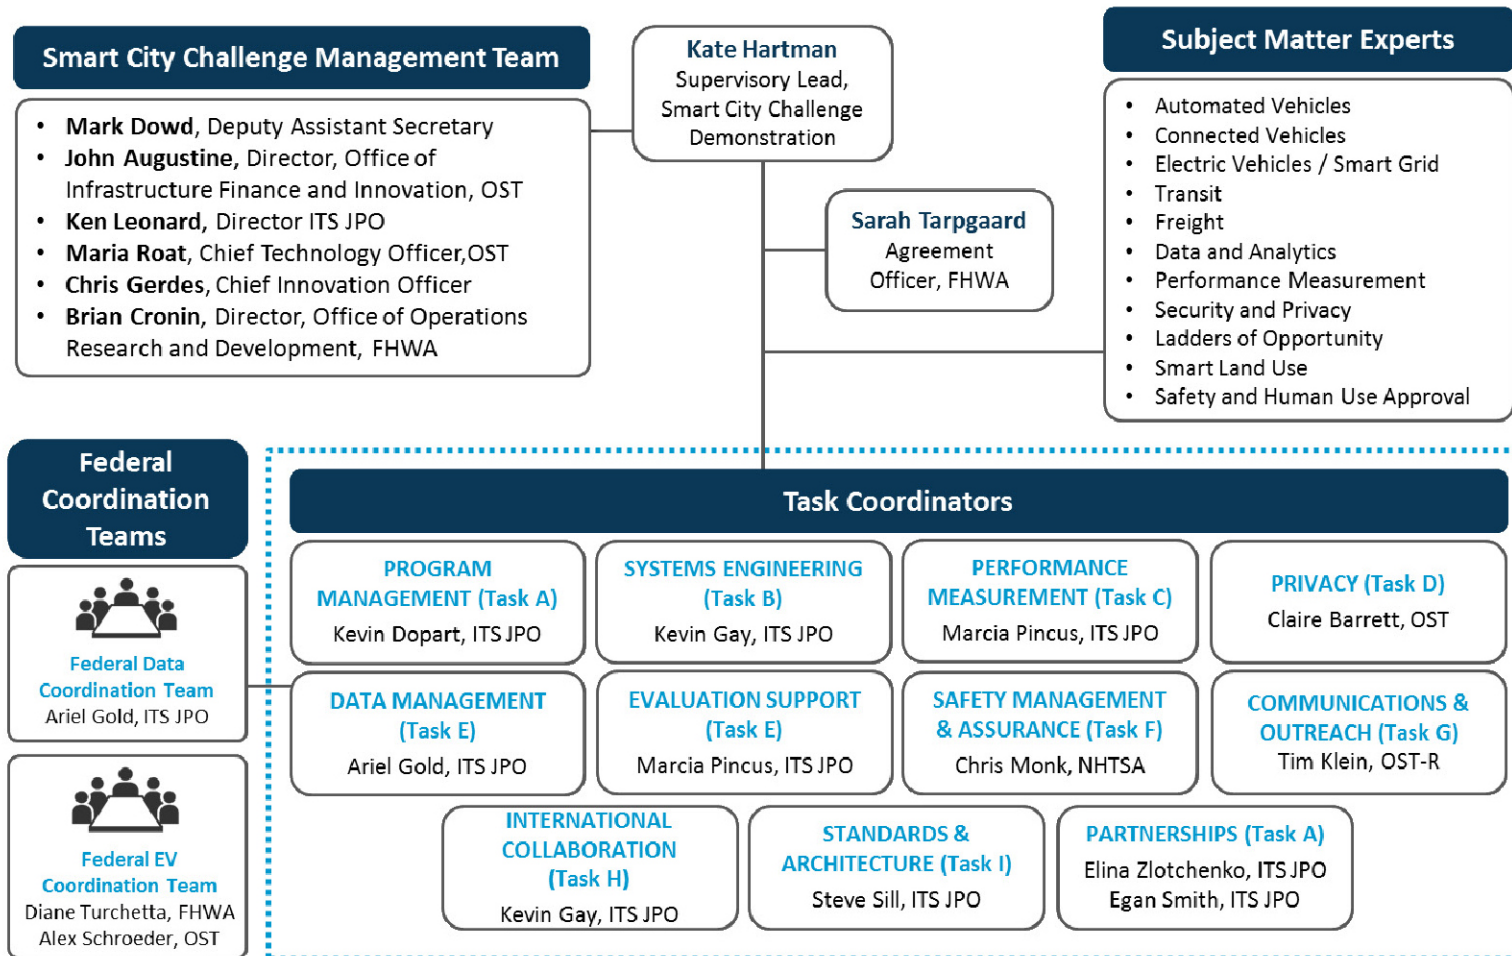 Smart City Challenge Management Team
• Mark Dowd, Deputy Assistant Secretary
• John Augustine, Director, Office of
Infrastructure Finance and Innovation, OST
• Ken Leonard, Director ITS JPO
• Maria Roat, Chief Technology Officer,OST
• Chris Gerdes, Chief Innovation Officer
• Brian Cronin, Director, Office of Operations
Research and Development, FHWA
Kate Hartman
Supervisory Lead,
Smart City Challenge
Demonstration
Sarah Tarpgaard
Agreement
Officer, FHWA
Subject Matter Experts
• Automated Vehicles
• Connected Vehicles
• Electric Vehicles / Smart Grid
• Transit
• Freight
• Data and Analytics
• Performance Measurement
• Security and Privacy
• Ladders of Opportunity
• Smart Land Use
• Safety and Human Use Approval
Federal
Coordination
Teams
Federal Data
Coordination Team
Ariel Gold, ITS JPO
Federal EV
Coordination Team
Diane Turchetta, FHWA
Alex Schroeder, OST
Task Coordinators
PROGRAM
MANAGEMENT (Task A)
Kevin Dopart, ITS JPO
SYSTEMS ENGINEERING
(Task B)
Kevin Gay, ITS JPO
PERFORMANCE
MEASUREMENT (Task C)
Marcia Pincus, ITS JPO
PRIVACY (Task D)
Claire Barrett, OST
DATA MANAGEMENT
(Task E)
Ariel Gold, ITS JPO
EVALUATION SUPPORT
(Task E)
Marcia Pincus, ITS JPO
SAFETY MANAGEMENT
& ASSURANCE (Task F)
Chris Monk, NHTSA
COMMUNICATIONS &
OUTREACH (Task G)
Tim Klein, OST-R
INTERNATIONAL
COLLABORATION
(Task H)
Kevin Gay, ITS JPO
STANDARDS &
ARCHITECTURE (Task I)
Steve Sill, ITS JPO
PARTNERSHIPS (Task A)
Elina Zlotchenko, ITS JPO
Egan Smith, ITS JPO